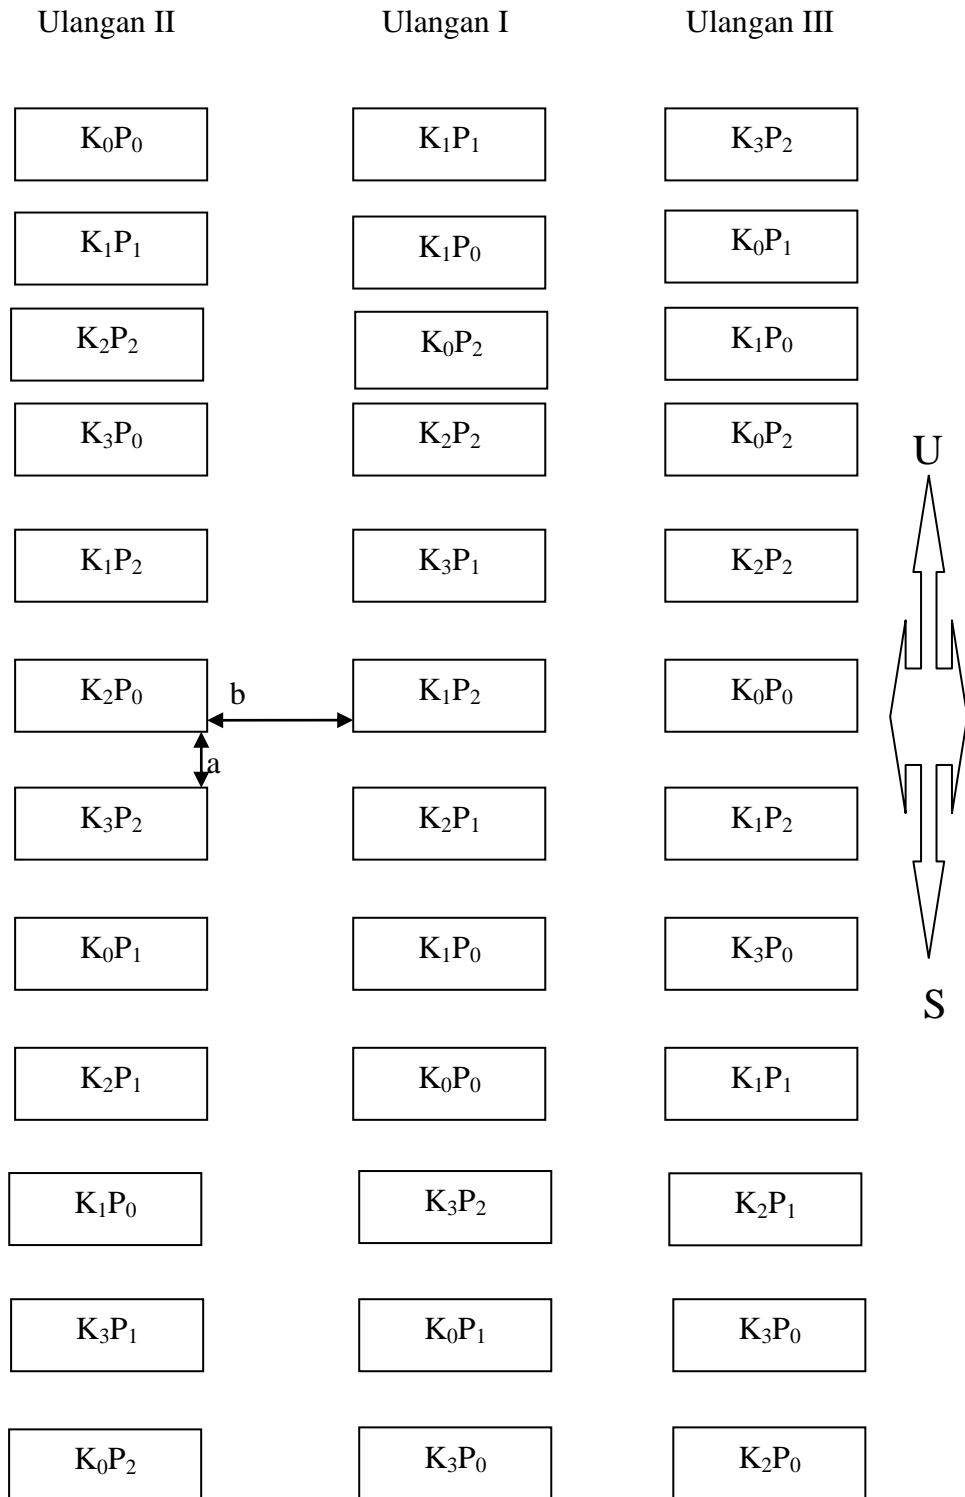 Ulangan II Ulangan I Ulangan III
K₀P₀ K₁P₁ K₃P₂
K₁P₁ K₁P₀ K₀P₁
K₂P₂ K₀P₂ K₁P₀
K₃P₀ K₂P₂ K₀P₂
U
K₁P₂ K₃P₁ K₂P₂
K₂P₀ b K₁P₂ K₀P₀
a
K₃P₂ K₂P₁ K₁P₂
K₀P₁ K₁P₀ K₃P₀
S
K₂P₁ K₀P₀ K₁P₁
K₁P₀ K₃P₂ K₂P₁
K₃P₁ K₀P₁ K₃P₀
K₀P₂ K₃P₀ K₂P₀